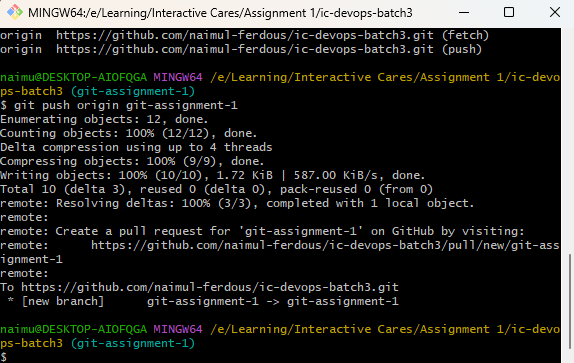 MINGW64:/e/Learning/Interactive Cares/Assignment 1/ic-devops-batch3
origin  https://github.com/naimul-ferdous/ic-devops-batch3.git (fetch)
origin  https://github.com/naimul-ferdous/ic-devops-batch3.git (push)
naimu@DESKTOP-AIOFQGA MINGW64 /e/Learning/Interactive Cares/Assignment 1/ic-devo
ps-batch3 (git-assignment-1)
$ git push origin git-assignment-1
Enumerating objects: 12, done.
Counting objects: 100% (12/12), done.
Delta compression using up to 4 threads
Compressing objects: 100% (9/9), done.
Writing objects: 100% (10/10), 1.72 KiB | 587.00 KiB/s, done.
Total 10 (delta 3), reused 0 (delta 0), pack-reused 0 (from 0)
remote: Resolving deltas: 100% (3/3), completed with 1 local object.
remote:
remote: Create a pull request for 'git-assignment-1' on GitHub by visiting:
remote:      https://github.com/naimul-ferdous/ic-devops-batch3/pull/new/git-ass
ignment-1
remote:
To https://github.com/naimul-ferdous/ic-devops-batch3.git
 * [new branch]      git-assignment-1 -> git-assignment-1
naimu@DESKTOP-AIOFQGA MINGW64 /e/Learning/Interactive Cares/Assignment 1/ic-devo
ps-batch3 (git-assignment-1)
$